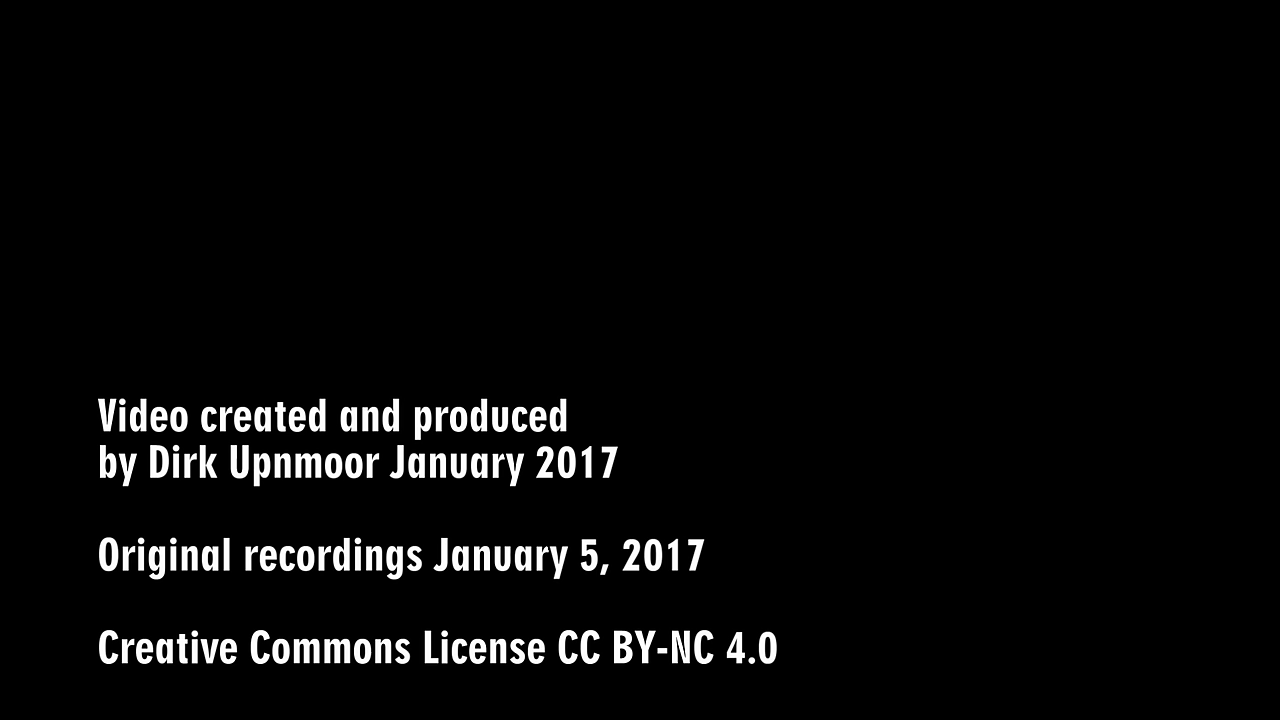 Video created and produced
by Dirk Upnmoor January 2017
Original recordings January 5, 2017
Creative Commons License CC BY-NC 4.0